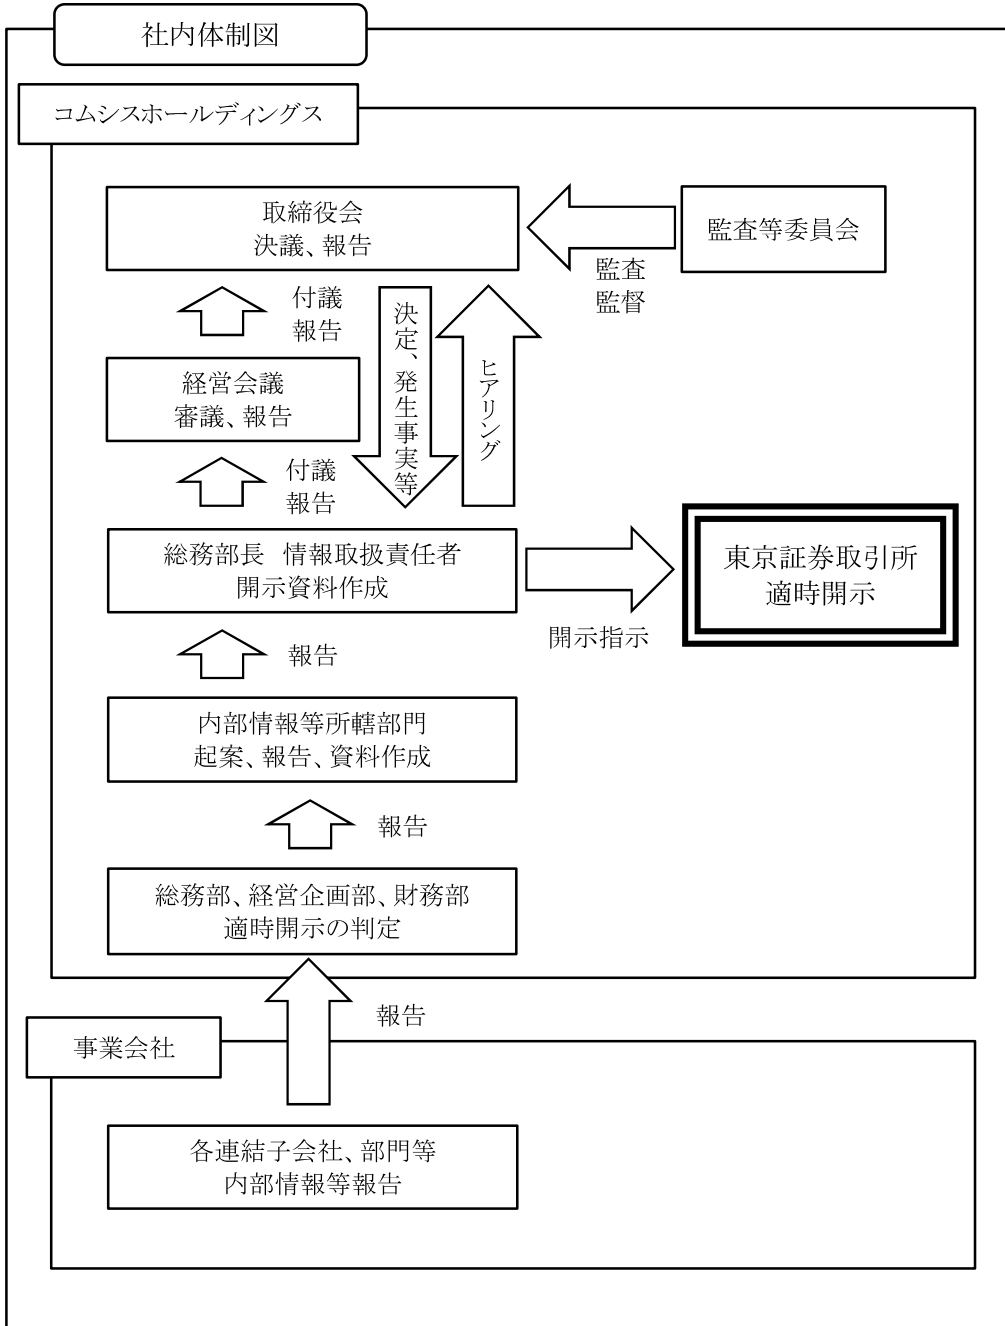 社内体制図
コムシスホールディングス
取締役会
決議、報告
監査等委員会
監査
監督
付議
報告
決定、発生事実等
ヒアリング
経営会議
審議、報告
付議
報告
総務部長　情報取扱責任者
開示資料作成
東京証券取引所
適時開示
開示指示
報告
内部情報等所轄部門
起案、報告、資料作成
報告
総務部、経営企画部、財務部
適時開示の判定
報告
事業会社
各連結子会社、部門等
内部情報等報告